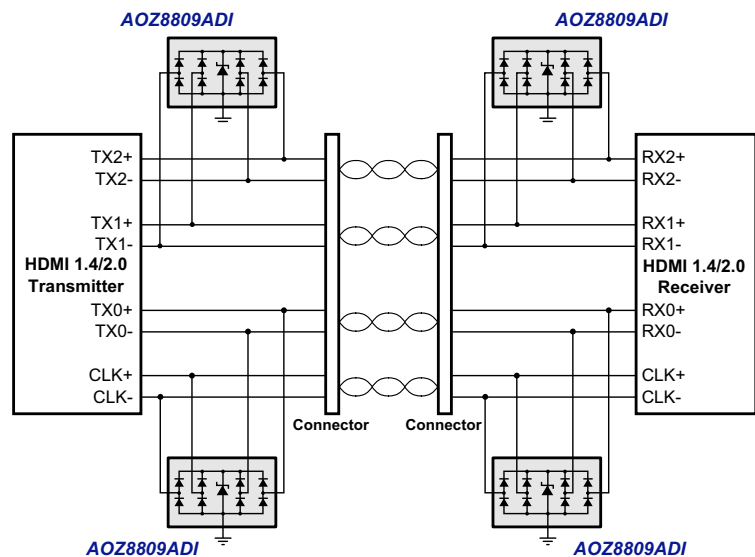 AOZ8809ADI
AOZ8809ADI
TX2+
TX2-
TX1+
TX1-
HDMI 1.4/2.0
Transmitter
TX0+
TX0-
CLK+
CLK-
RX2+
RX2-
RX1+
RX1-
HDMI 1.4/2.0
Receiver
RX0+
RX0-
CLK+
CLK-
Connector
Connector
AOZ8809ADI
AOZ8809ADI